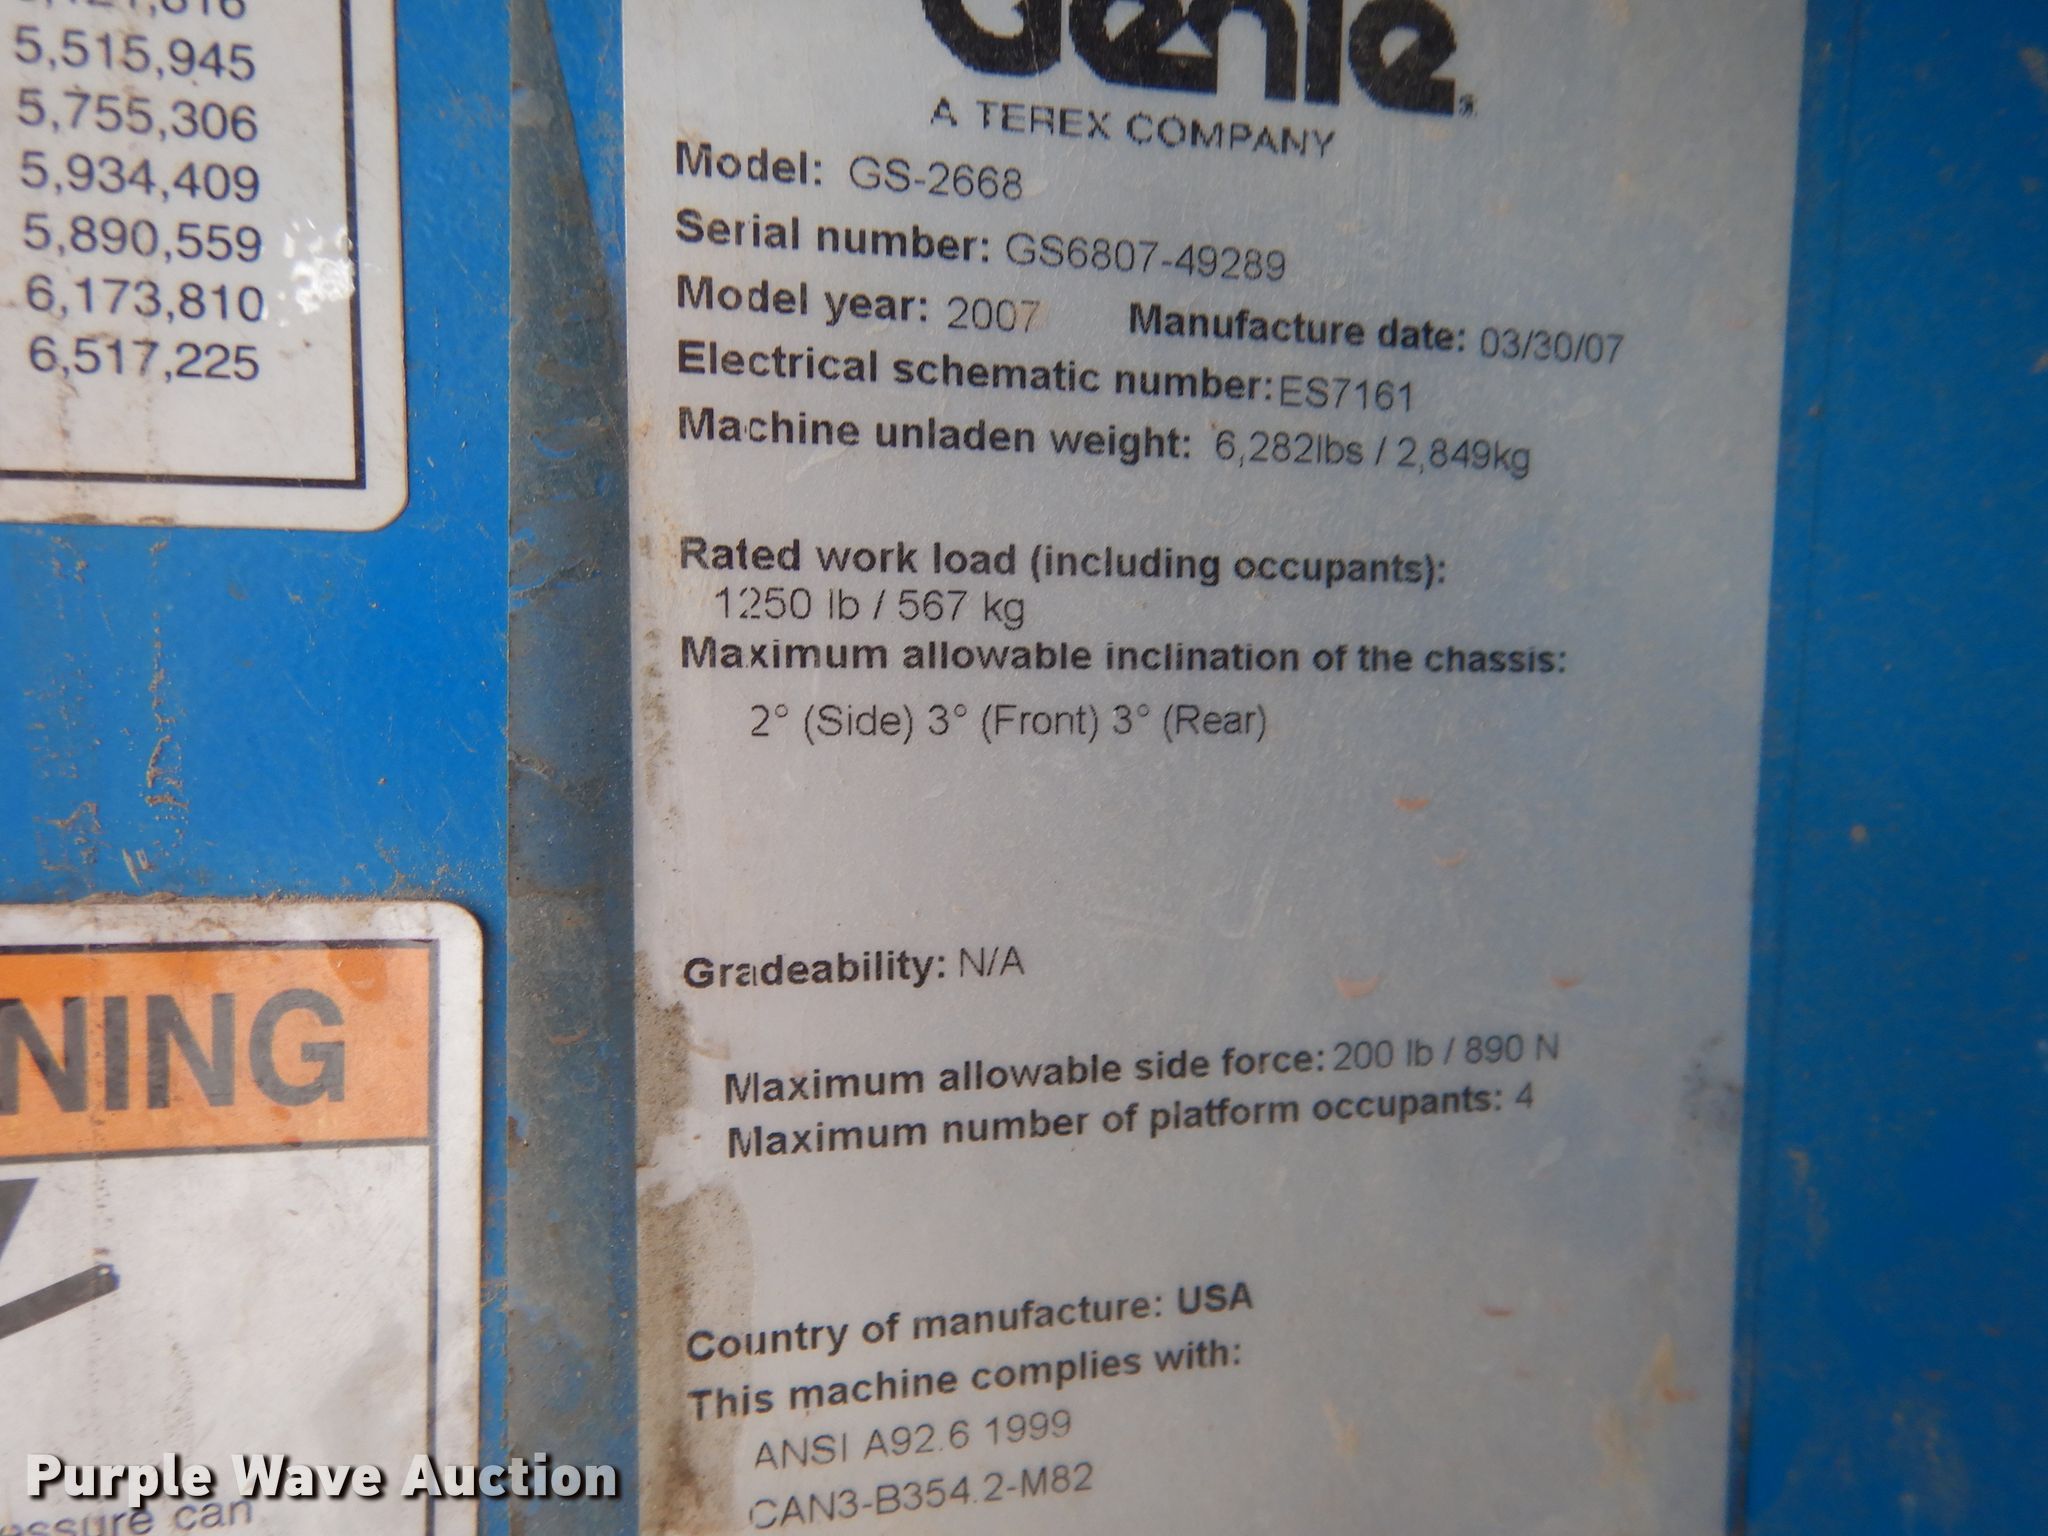 5,515,945
5,755,306
5,934,409
5,890,559
6,173,810
6,517,225
NING
essure can
Genie
A TEREX COMPANY
Model: GS-2668
Serial number: GS6807-49289
Model year: 2007 Manufacture date: 03/30/07
Electrical schematic number:ES7161
Machine unladen weight: 6,282lbs / 2,849kg
Rated work load (including occupants):
1250 lb / 567 kg
Maximum allowable inclination of the chassis:
2° (Side) 3° (Front) 3° (Rear)
Gradeability: N/A
Maximum allowable side force: 200 lb / 890 N
Maximum number of platform occupants: 4
Country of manufacture: USA
This machine complies with:
ANSI A92.6 1999
CAN3-B354.2-M82
Purple Wave Auction